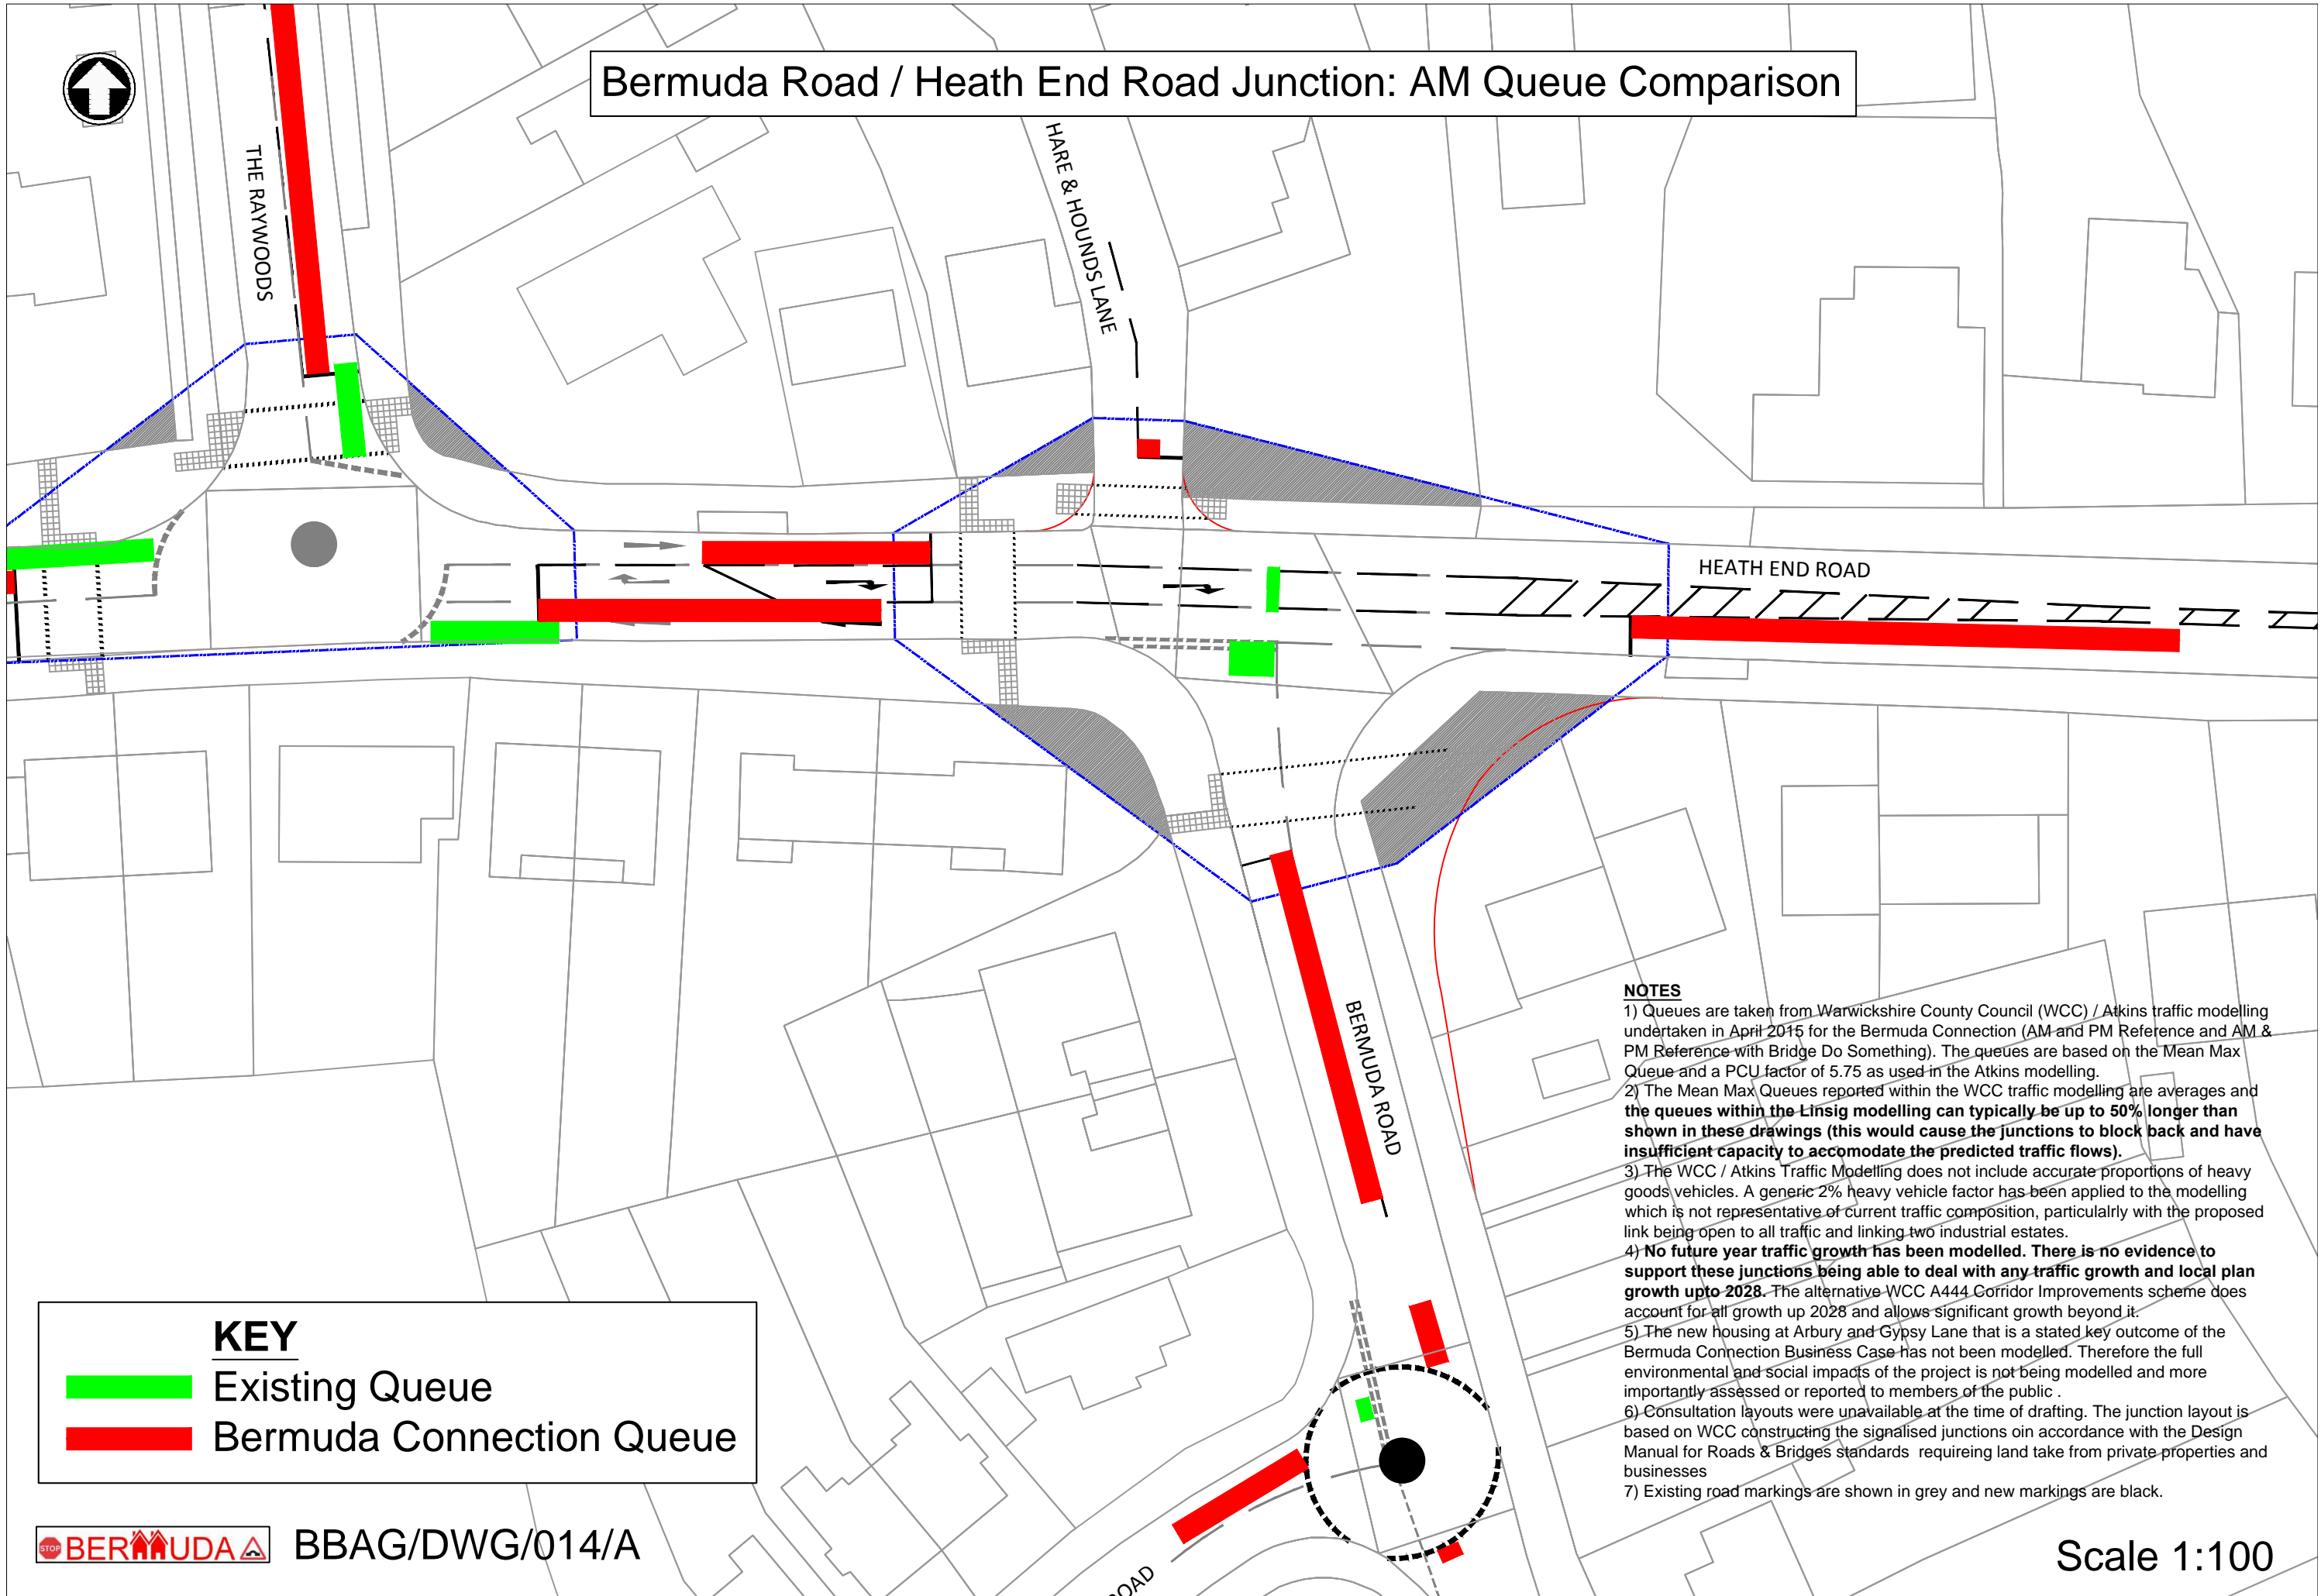 Bermuda Road / Heath End Road Junction: AM Queue Comparison
THE RAYWOODS
HARE & HOUNDS LANE
HEATH END ROAD
BERMUDA ROAD
NOTES
1) Queues are taken from Warwickshire County Council (WCC) / Atkins traffic modelling
undertaken in April 2015 for the Bermuda Connection (AM and PM Reference and AM &
PM Reference with Bridge Do Something). The queues are based on the Mean Max
Queue and a PCU factor of 5.75 as used in the Atkins modelling.
2) The Mean Max Queues reported within the WCC traffic modelling are averages and
the queues within the Linsig modelling can typically be up to 50% longer than
shown in these drawings (this would cause the junctions to block back and have
insufficient capacity to accomodate the predicted traffic flows).
3) The WCC / Atkins Traffic Modelling does not include accurate proportions of heavy
goods vehicles. A generic 2% heavy vehicle factor has been applied to the modelling
which is not representative of current traffic composition, particulalrly with the proposed
link being open to all traffic and linking two industrial estates.
4) No future year traffic growth has been modelled. There is no evidence to
support these junctions being able to deal with any traffic growth and local plan
growth upto 2028. The alternative WCC A444 Corridor Improvements scheme does
account for all growth up 2028 and allows significant growth beyond it.
5) The new housing at Arbury and Gypsy Lane that is a stated key outcome of the
Bermuda Connection Business Case has not been modelled. Therefore the full
environmental and social impacts of the project is not being modelled and more
importantly assessed or reported to members of the public .
6) Consultation layouts were unavailable at the time of drafting. The junction layout is
based on WCC constructing the signalised junctions oin accordance with the Design
Manual for Roads & Bridges standards requireing land take from private properties and
businesses
7) Existing road markings are shown in grey and new markings are black.
KEY
Existing Queue
Bermuda Connection Queue
STOP BERMUDA
BBAG/DWG/014/A
ROAD
Scale 1:100